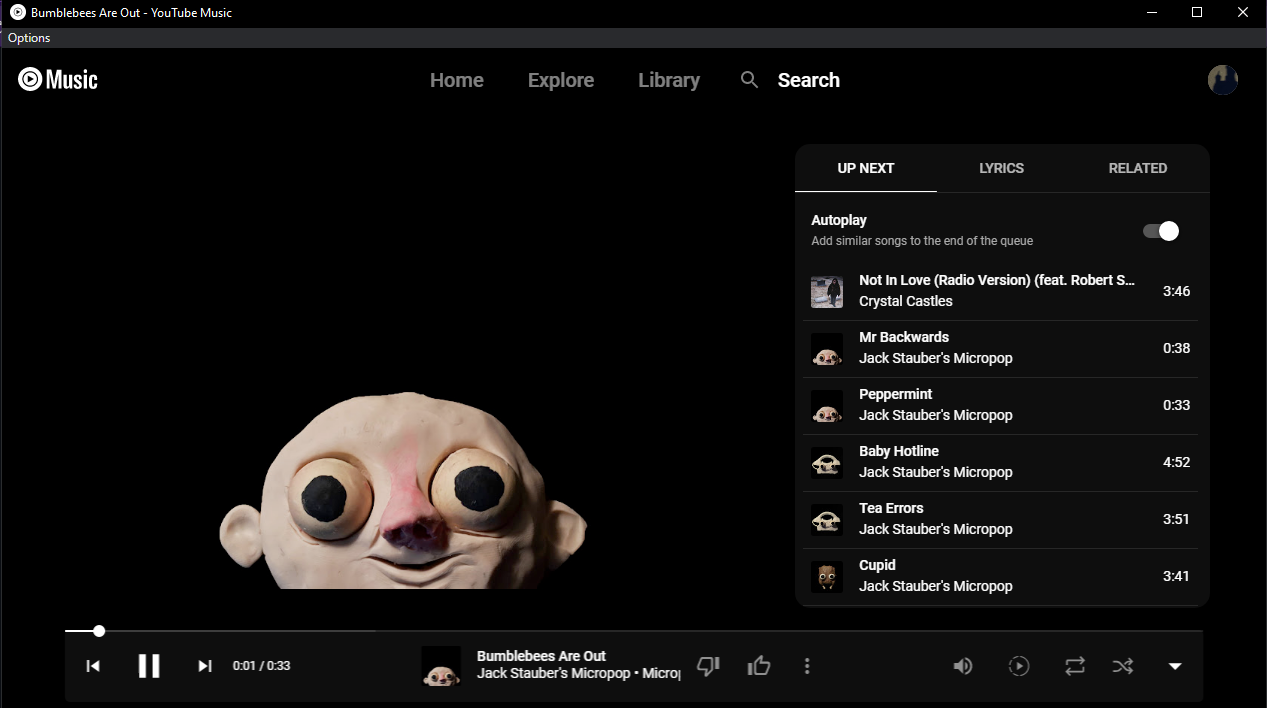 Bumblebees Are Out - YouTube Music
Options
Music
Home
Explore
Library
Search
UP NEXT
LYRICS
RELATED
Autoplay
Add similar songs to the end of the queue
Not In Love (Radio Version) (feat. Robert S...
Crystal Castles
3:46
Mr Backwards
Jack Stauber's Micropop
0:38
Peppermint
Jack Stauber's Micropop
0:33
Baby Hotline
Jack Stauber's Micropop
4:52
Tea Errors
Jack Stauber's Micropop
3:51
Cupid
Jack Stauber's Micropop
3:41
0:01 / 0:33
Bumblebees Are Out
Jack Stauber's Micropop • Micro